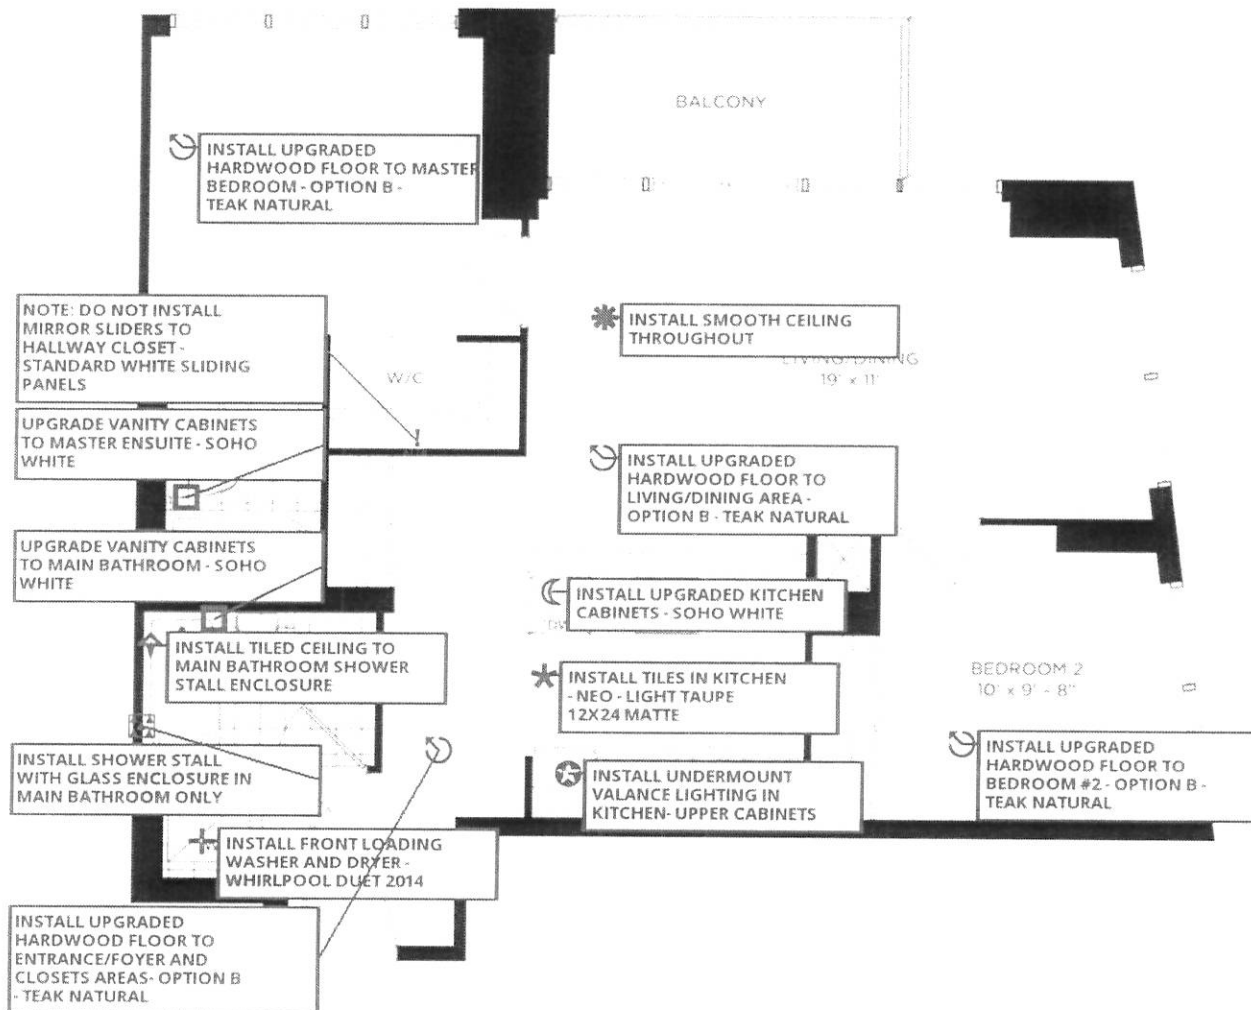 BALCONY
INSTALL UPGRADED
HARDWOOD FLOOR TO MASTER
BEDROOM - OPTION B -
TEAK NATURAL
NOTE: DO NOT INSTALL
MIRROR SLIDERS TO
HALLWAY CLOSET -
STANDARD WHITE SLIDING
PANELS
INSTALL SMOOTH CEILING
THROUGHOUT
LIVING/DINING
19' x 11'
W/C
UPGRADE VANITY CABINETS
TO MASTER ENSUITE - SOHO
WHITE
INSTALL UPGRADED
HARDWOOD FLOOR TO
LIVING/DINING AREA -
OPTION B - TEAK NATURAL
UPGRADE VANITY CABINETS
TO MAIN BATHROOM - SOHO
WHITE
INSTALL UPGRADED KITCHEN
CABINETS - SOHO WHITE
INSTALL TILED CEILING TO
MAIN BATHROOM SHOWER
STALL ENCLOSURE
INSTALL TILES IN KITCHEN
- NEO - LIGHT TAUPE
12X24 MATTE
BEDROOM 2
10' x 9' - 8"
INSTALL SHOWER STALL
WITH GLASS ENCLOSURE IN
MAIN BATHROOM ONLY
INSTALL UNDERMOUNT
VALANCE LIGHTING IN
KITCHEN- UPPER CABINETS
INSTALL UPGRADED
HARDWOOD FLOOR TO
BEDROOM #2 - OPTION B -
TEAK NATURAL
INSTALL FRONT LOADING
WASHER AND DRYER -
WHIRLPOOL DUET 2014
INSTALL UPGRADED
HARDWOOD FLOOR TO
ENTRANCE/FOYER AND
CLOSETS AREAS- OPTION B
- TEAK NATURAL